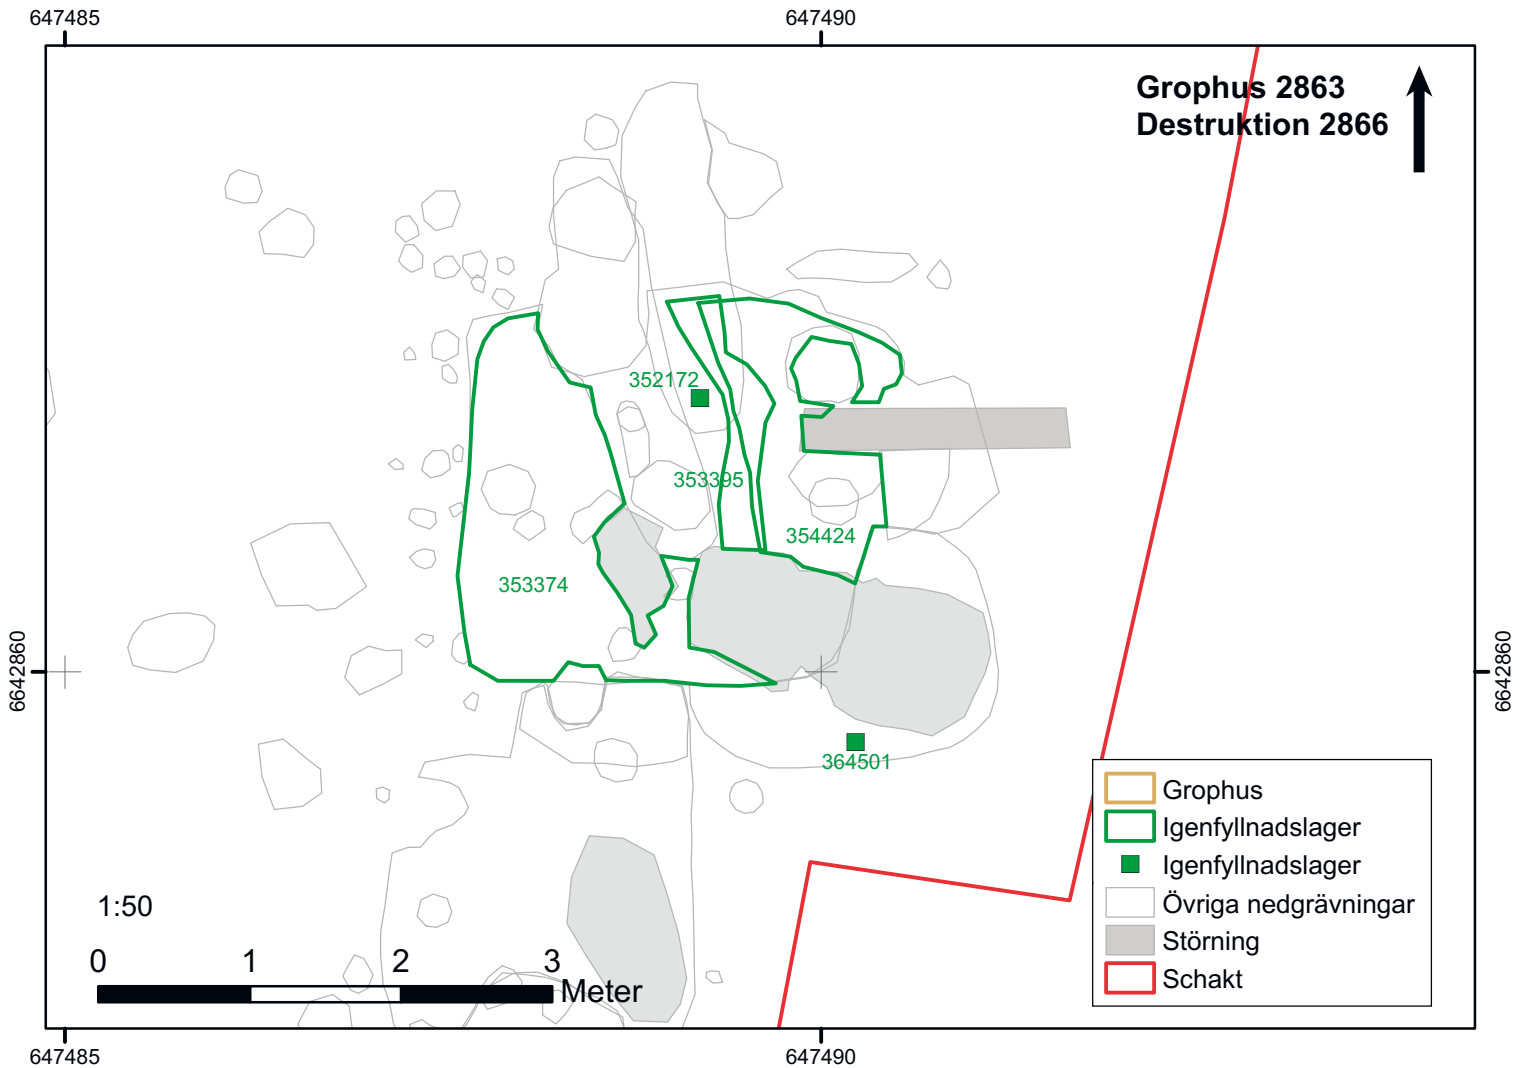 647485
647490
Grophus 2863
Destruktion 2866
352172
353395
354424
353374
6642860
6642860
364501
Grophus
Igenfyllnadslager
Igenfyllnadslager
Övriga nedgrävningar
Störning
Schakt
1:50
0 1 2 3
Meter
647485
647490